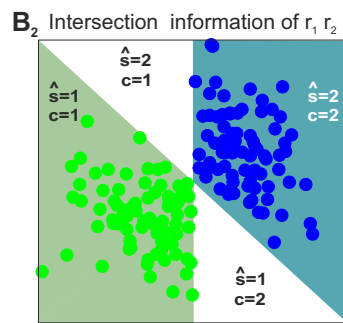 B₂ Intersection information of r₁ r₂
ŝ=2
c=1
ŝ=1
c=1
ŝ=2
c=2
ŝ=1
c=2